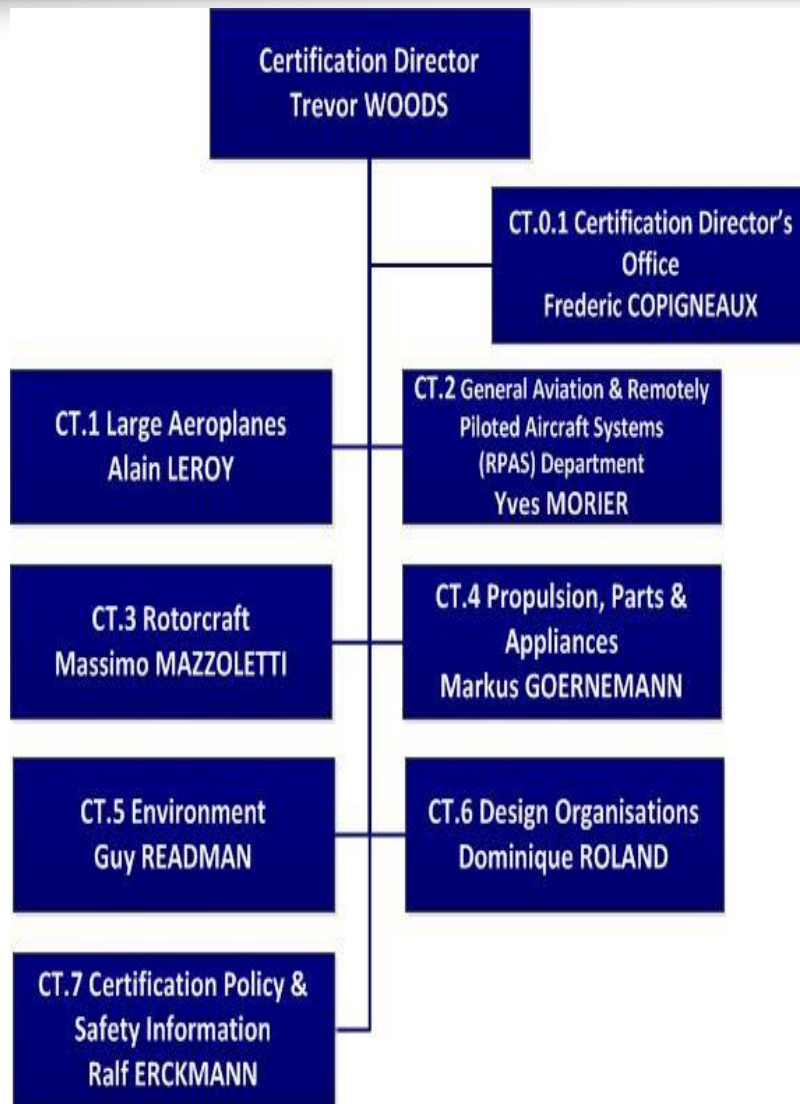 Certification Director
Trevor WOODS
CT.0.1 Certification Director's
Office
Frederic COPIGNEAUX
CT.1 Large Aeroplanes
Alain LEROY
CT.2 General Aviation & Remotely
Piloted Aircraft Systems
(RPAS) Department
Yves MORIER
CT.3 Rotorcraft
Massimo MAZZOLETTI
CT.4 Propulsion, Parts &
Appliances
Markus GOERNEMANN
CT.5 Environment
Guy READMAN
CT.6 Design Organisations
Dominique ROLAND
CT.7 Certification Policy &
Safety Information
Ralf ERCKMANN